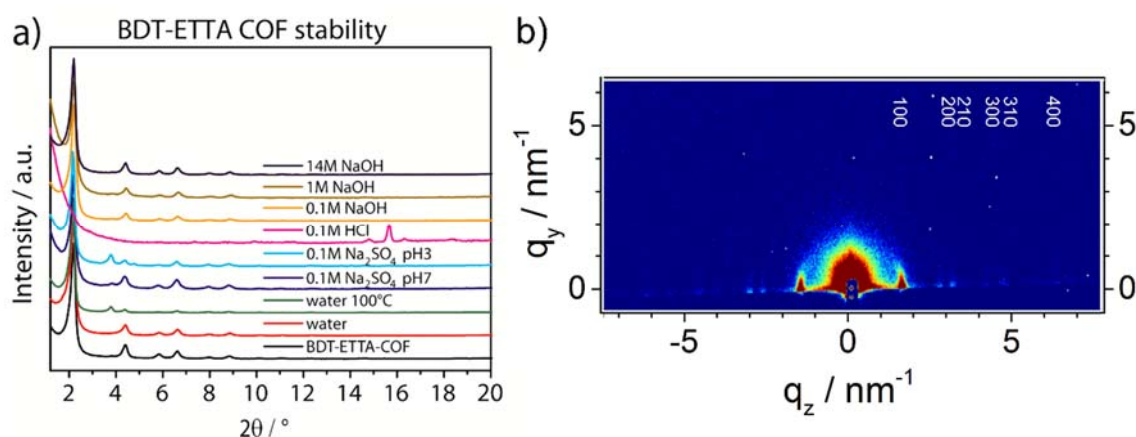 a)
BDT-ETTA COF stability
Intensity / a.u.
14M NaOH
1M NaOH
0.1M NaOH
0.1M HCl
0.1M Na₂SO₄ pH3
0.1M Na₂SO₄ pH7
water 100°C
water
BDT-ETTA-COF
2 4 6 8 10 12 14 16 18 20
2θ / °
b)
q_y / nm⁻¹
5
0
100
200
210
300
310
400
5
0
-5 0 5
q_z / nm⁻¹